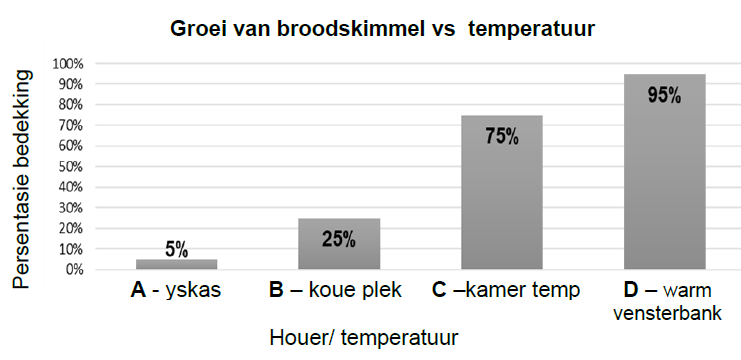 Groei van broodskimmel vs temperatuur
Persentasie bedekking
100%
90%
80%
70%
60%
50%
40%
30%
20%
10%
0%
5%
25%
75%
95%
A - yskas
B – koue plek
C –kamer temp
D – warm
vensterbank
Houer/ temperatuur